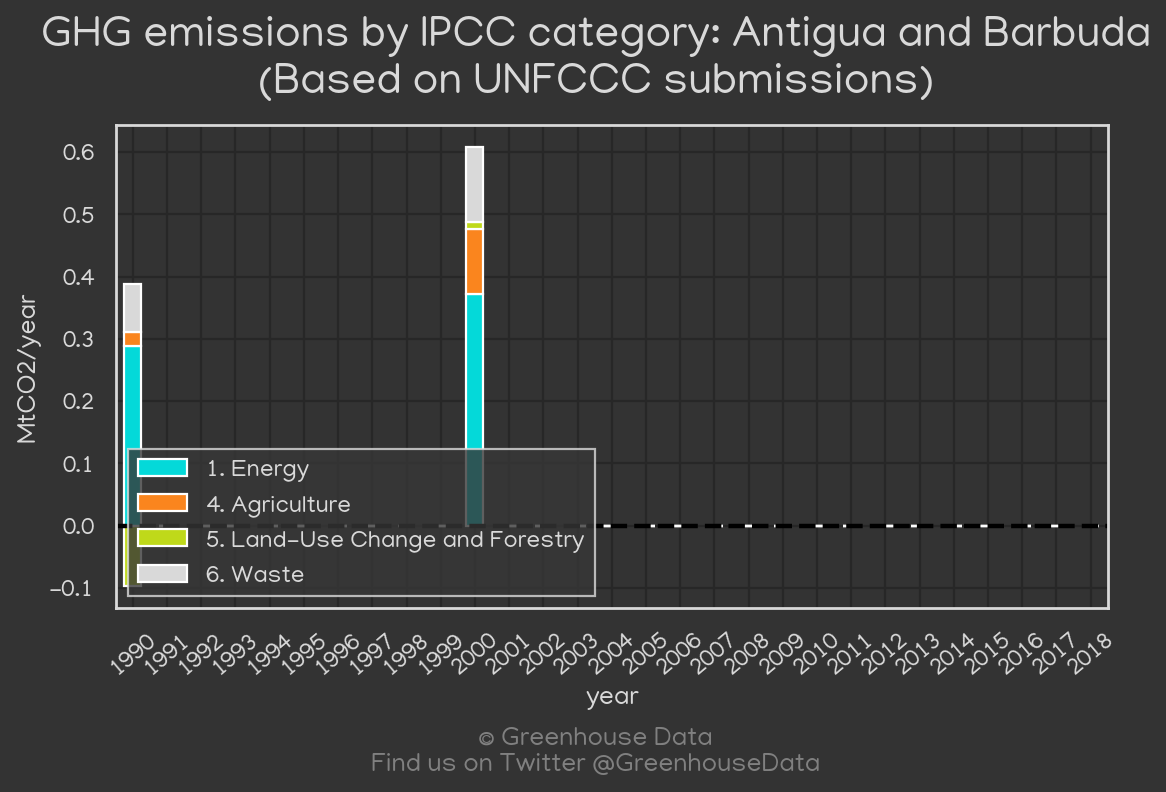 GHG emissions by IPCC category: Antigua and Barbuda
(Based on UNFCCC submissions)
MtCO2/year
0.6
0.5
0.4
0.3
0.2
0.1
0.0
−0.1
1. Energy
4. Agriculture
5. Land-Use Change and Forestry
6. Waste
1990 1991 1992 1993 1994 1995 1996 1997 1998 1999 2000 2001 2002 2003 2004 2005 2006 2007 2008 2009 2010 2011 2012 2013 2014 2015 2016 2017 2018
year
© Greenhouse Data
Find us on Twitter @GreenhouseData